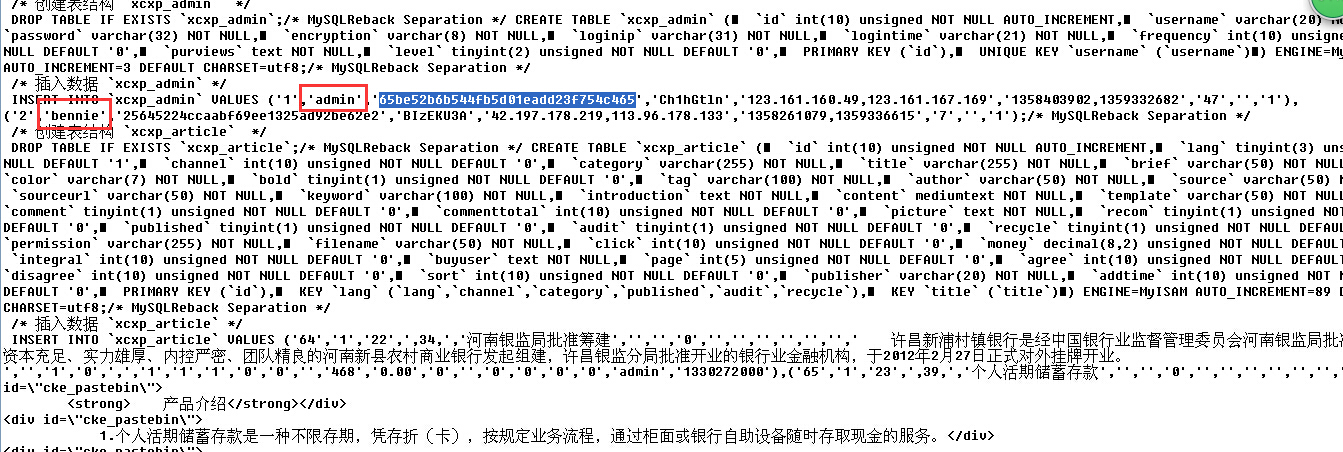 /* 创建表结构 `xcxp_admin` */
DROP TABLE IF EXISTS `xcxp_admin`;/* MySQLReback Separation */ CREATE TABLE `xcxp_admin` ( `id` int(10) unsigned NOT NULL AUTO_INCREMENT, `username` varchar(20)
`password` varchar(32) NOT NULL, `encryption` varchar(8) NOT NULL, `loginip` varchar(31) NOT NULL, `logintime` varchar(21) NOT NULL, `frequency` int(10) unsigned
NULL DEFAULT '0', `purviews` text NOT NULL, `level` tinyint(2) unsigned NOT NULL DEFAULT '0', PRIMARY KEY (`id`), UNIQUE KEY `username` (`username`)) ENGINE=My
AUTO_INCREMENT=3 DEFAULT CHARSET=utf8;/* MySQLReback Separation */
/* 插入数据 `xcxp_admin` */
INSERT INTO `xcxp_admin` VALUES ('1','admin','65be52b6b544fb5d01eadd23f754c465','Ch1hGtln','123.161.160.49,123.161.167.169','1358403902,1359332682','47','','1'),
('2','bennie','25645224ccaabf69ee1325ad92be62e2','BIzEKU3A','42.197.178.219,113.96.178.133','1358261079,1359336615','7','','1');/* MySQLReback Separation */
/* 创建表结构 `xcxp_article` */
DROP TABLE IF EXISTS `xcxp_article`;/* MySQLReback Separation */ CREATE TABLE `xcxp_article` ( `id` int(10) unsigned NOT NULL AUTO_INCREMENT, `lang` tinyint(3) uns
NULL DEFAULT '1', `channel` int(10) unsigned NOT NULL DEFAULT '0', `category` varchar(255) NOT NULL, `title` varchar(255) NOT NULL, `brief` varchar(50) NOT NU
`color` varchar(7) NOT NULL, `bold` tinyint(1) unsigned NOT NULL DEFAULT '0', `tag` varchar(100) NOT NULL, `author` varchar(50) NOT NULL, `source` varchar(50) N
`sourceurl` varchar(50) NOT NULL, `keyword` varchar(100) NOT NULL, `introduction` text NOT NULL, `content` mediumtext NOT NULL, `template` varchar(50) NOT NULL
`comment` tinyint(1) unsigned NOT NULL DEFAULT '0', `commenttotal` int(10) unsigned NOT NULL DEFAULT '0', `picture` text NOT NULL, `recom` tinyint(1) unsigned
DEFAULT '0', `published` tinyint(1) unsigned NOT NULL DEFAULT '0', `audit` tinyint(1) unsigned NOT NULL DEFAULT '0', `recycle` tinyint(1) unsigned NOT NULL DEF
`permission` varchar(255) NOT NULL, `filename` varchar(50) NOT NULL, `click` int(10) unsigned NOT NULL DEFAULT '0', `money` decimal(8,2) unsigned NOT NULL DEFA
`integral` int(10) unsigned NOT NULL DEFAULT '0', `buyuser` text NOT NULL, `page` int(5) unsigned NOT NULL DEFAULT '0', `agree` int(10) unsigned NOT NULL DEFAU
`disagree` int(10) unsigned NOT NULL DEFAULT '0', `sort` int(10) unsigned NOT NULL DEFAULT '0', `publisher` varchar(20) NOT NULL, `addtime` int(10) unsigned NOT
DEFAULT '0', PRIMARY KEY (`id`), KEY `lang` (`lang`,`channel`,`category`,`published`,`audit`,`recycle`), KEY `title` (`title`)) ENGINE=MyISAM AUTO_INCREMENT=89 D
CHARSET=utf8;/* MySQLReback Separation */
/* 插入数据 `xcxp_article` */
INSERT INTO `xcxp_article` VALUES ('64','1','22',',34,','河南银监局批准筹建','','','0','','','','','','	许昌新浦村镇银行是经中国银行业监督管理委员会河南银监局批
资本充足、实力雄厚、内控严密、团队精良的河南新县农村商业银行发起组建，许昌银监分局批准开业的银行业金融机构，于2012年2月27日正式对外挂牌开业。
','','1','0','','1','1','1','0','0','','','468','0.00','0','','0','0','0','0','admin','1330272000'),('65','1','23',',39,','个人活期储蓄存款','','','0','','','','','',
id=\"cke_pastebin\">
<strong> 产品介绍</strong></div>
<div id=\"cke_pastebin\">
1.个人活期储蓄存款是一种不限存期，凭存折（卡），按规定业务流程，通过柜面或银行自助设备随时存取现金的服务。</div>
<div id=\"cke_pastebin\">